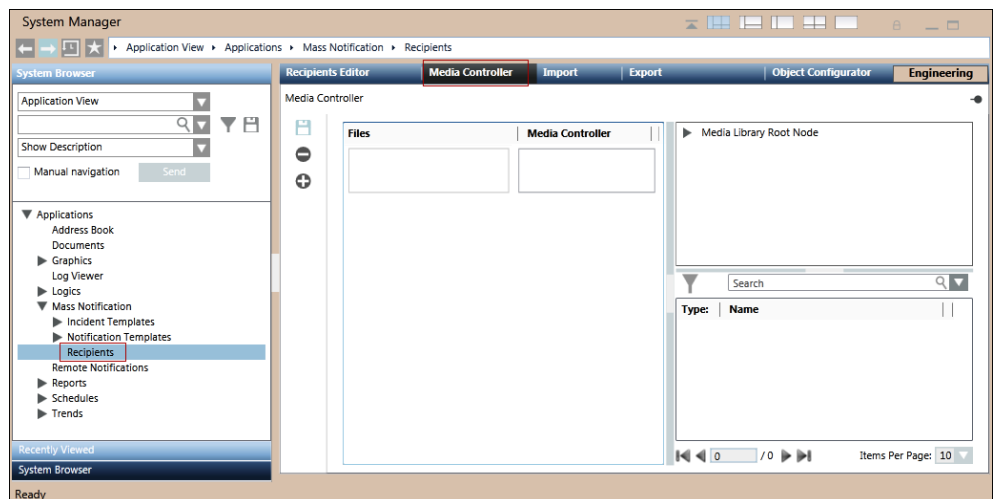 System Manager
Application View Applications Mass Notification Recipients
System Browser
Application View
Show Description
Manual navigation Send
Applications
Address Book
Documents
Graphics
Log Viewer
Logics
Mass Notification
Incident Templates
Notification Templates
Recipients
Remote Notifications
Reports
Schedules
Trends
Recently Viewed
System Browser
Ready
Recipients Editor Media Controller Import Export Object Configurator Engineering
Media Controller
Files Media Controller
Media Library Root Node
Search
Type: Name
0 / 0 Items Per Page: 10